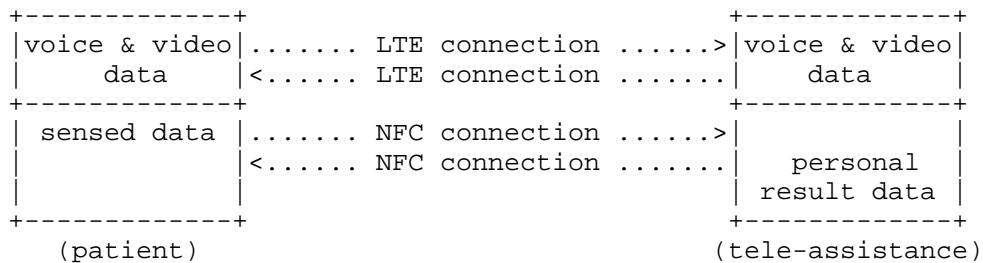 +-------------+                             +-------------+
|voice & video|....... LTE connection ......>|voice & video|
|     data    |<...... LTE connection .......|     data    |
+-------------+                             +-------------+
| sensed data |....... NFC connection ......>|             |
|             |<...... NFC connection .......|   personal  |
|             |                             | result data |
+-------------+                             +-------------+
(patient)                             (tele-assistance)